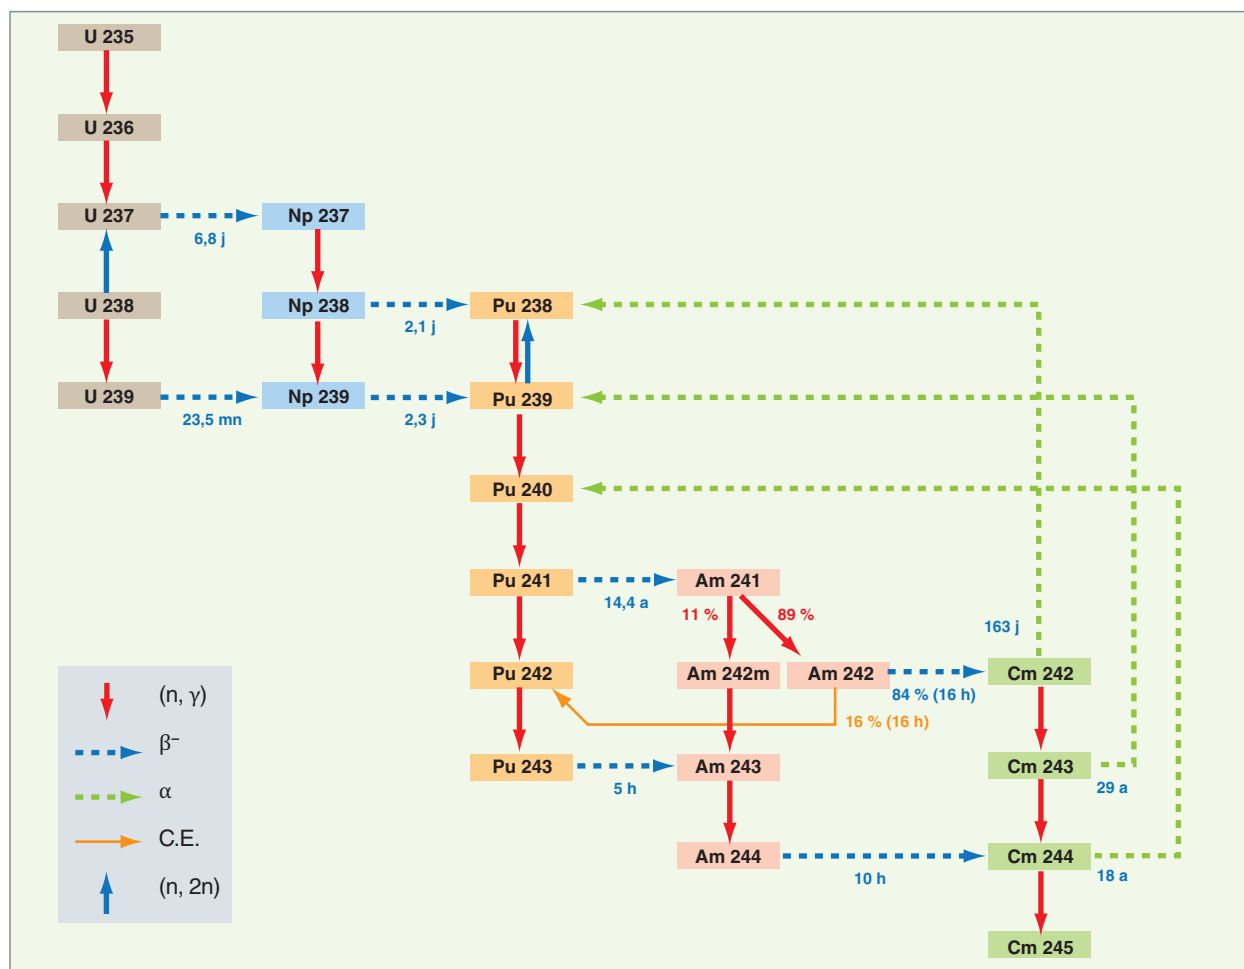 U 235
U 236
U 237
Np 237
6,8 j
U 238
Np 238
Pu 238
2,1 j
U 239
Np 239
Pu 239
23,5 mn
2,3 j
Pu 240
Pu 241
Am 241
14,4 a
11 %
89 %
163 j
Pu 242
Am 242m
Am 242
Cm 242
84 % (16 h)
16 % (16 h)
Pu 243
Am 243
Cm 243
5 h
29 a
Am 244
Cm 244
10 h
18 a
Cm 245
(n, γ)
β–
α
C.E.
(n, 2n)